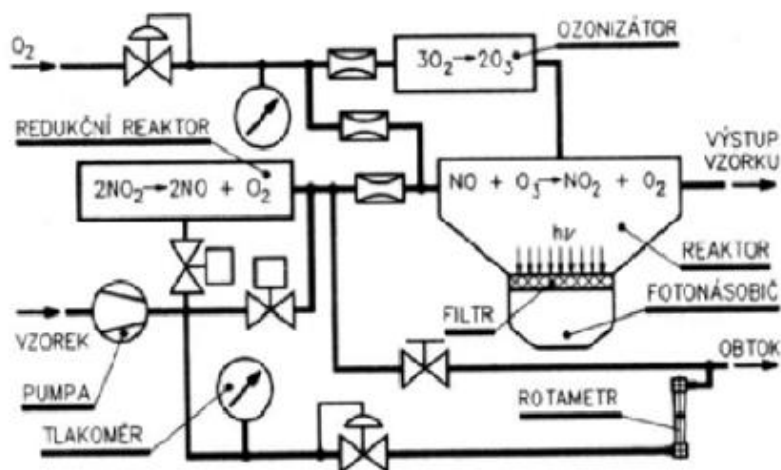 O₂
OZONIZÁTOR
3O₂→2O₃
REDUKČNÍ REAKTOR
2NO₂→2NO + O₂
NO + O₃→NO₂ + O₂
VÝSTUP
VZORKU
hν
REAKTOR
FILTR
FOTONÁSOBIČ
VZOREK
PUMPA
OBTOK
TLAKOMĚR
ROTAMETR